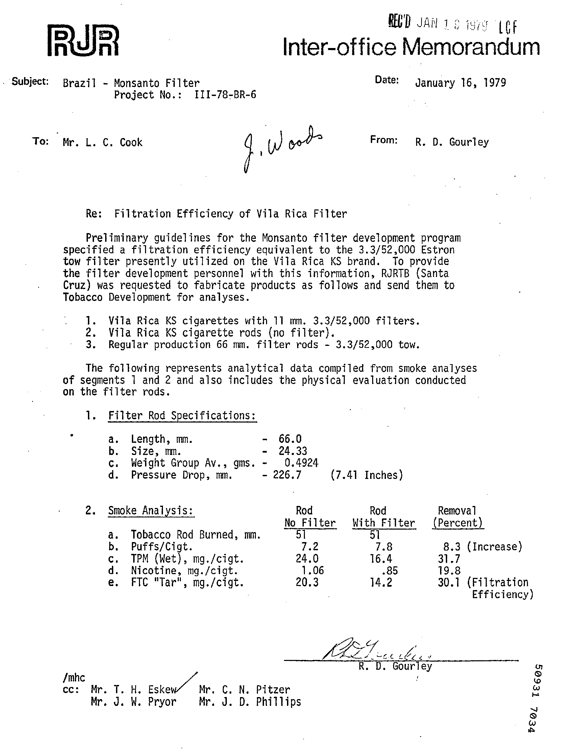 REC'D JAN 18 1979 LCF
RJR
Inter-office Memorandum
Subject: Brazil - Monsanto Filter
Project No.: III-78-BR-6
Date: January 16, 1979
To: Mr. L. C. Cook
J. Woods
From: R. D. Gourley
Re: Filtration Efficiency of Vila Rica Filter
Preliminary guidelines for the Monsanto filter development program
specified a filtration efficiency equivalent to the 3.3/52,000 Estron
tow filter presently utilized on the Vila Rica KS brand. To provide
the filter development personnel with this information, RJRTB (Santa
Cruz) was requested to fabricate products as follows and send them to
Tobacco Development for analyses.
1. Vila Rica KS cigarettes with 11 mm. 3.3/52,000 filters.
2. Vila Rica KS cigarette rods (no filter).
3. Regular production 66 mm. filter rods - 3.3/52,000 tow.
The following represents analytical data compiled from smoke analyses
of segments 1 and 2 and also includes the physical evaluation conducted
on the filter rods.
1. Filter Rod Specifications:
a. Length, mm. - 66.0
b. Size, mm. - 24.33
c. Weight Group Av., gms. - 0.4924
d. Pressure Drop, mm. - 226.7 (7.41 Inches)
2. Smoke Analysis: Rod Rod Removal
No Filter With Filter (Percent)
a. Tobacco Rod Burned, mm. 51 51
b. Puffs/Cigt. 7.2 7.8 8.3 (Increase)
c. TPM (Wet), mg./cigt. 24.0 16.4 31.7
d. Nicotine, mg./cigt. 1.06 .85 19.8
e. FTC "Tar", mg./cigt. 20.3 14.2 30.1 (Filtration
Efficiency)
R. D. Gourley
/mhc
cc: Mr. T. H. Eskew Mr. C. N. Pitzer
Mr. J. W. Pryor Mr. J. D. Phillips
50931 7034